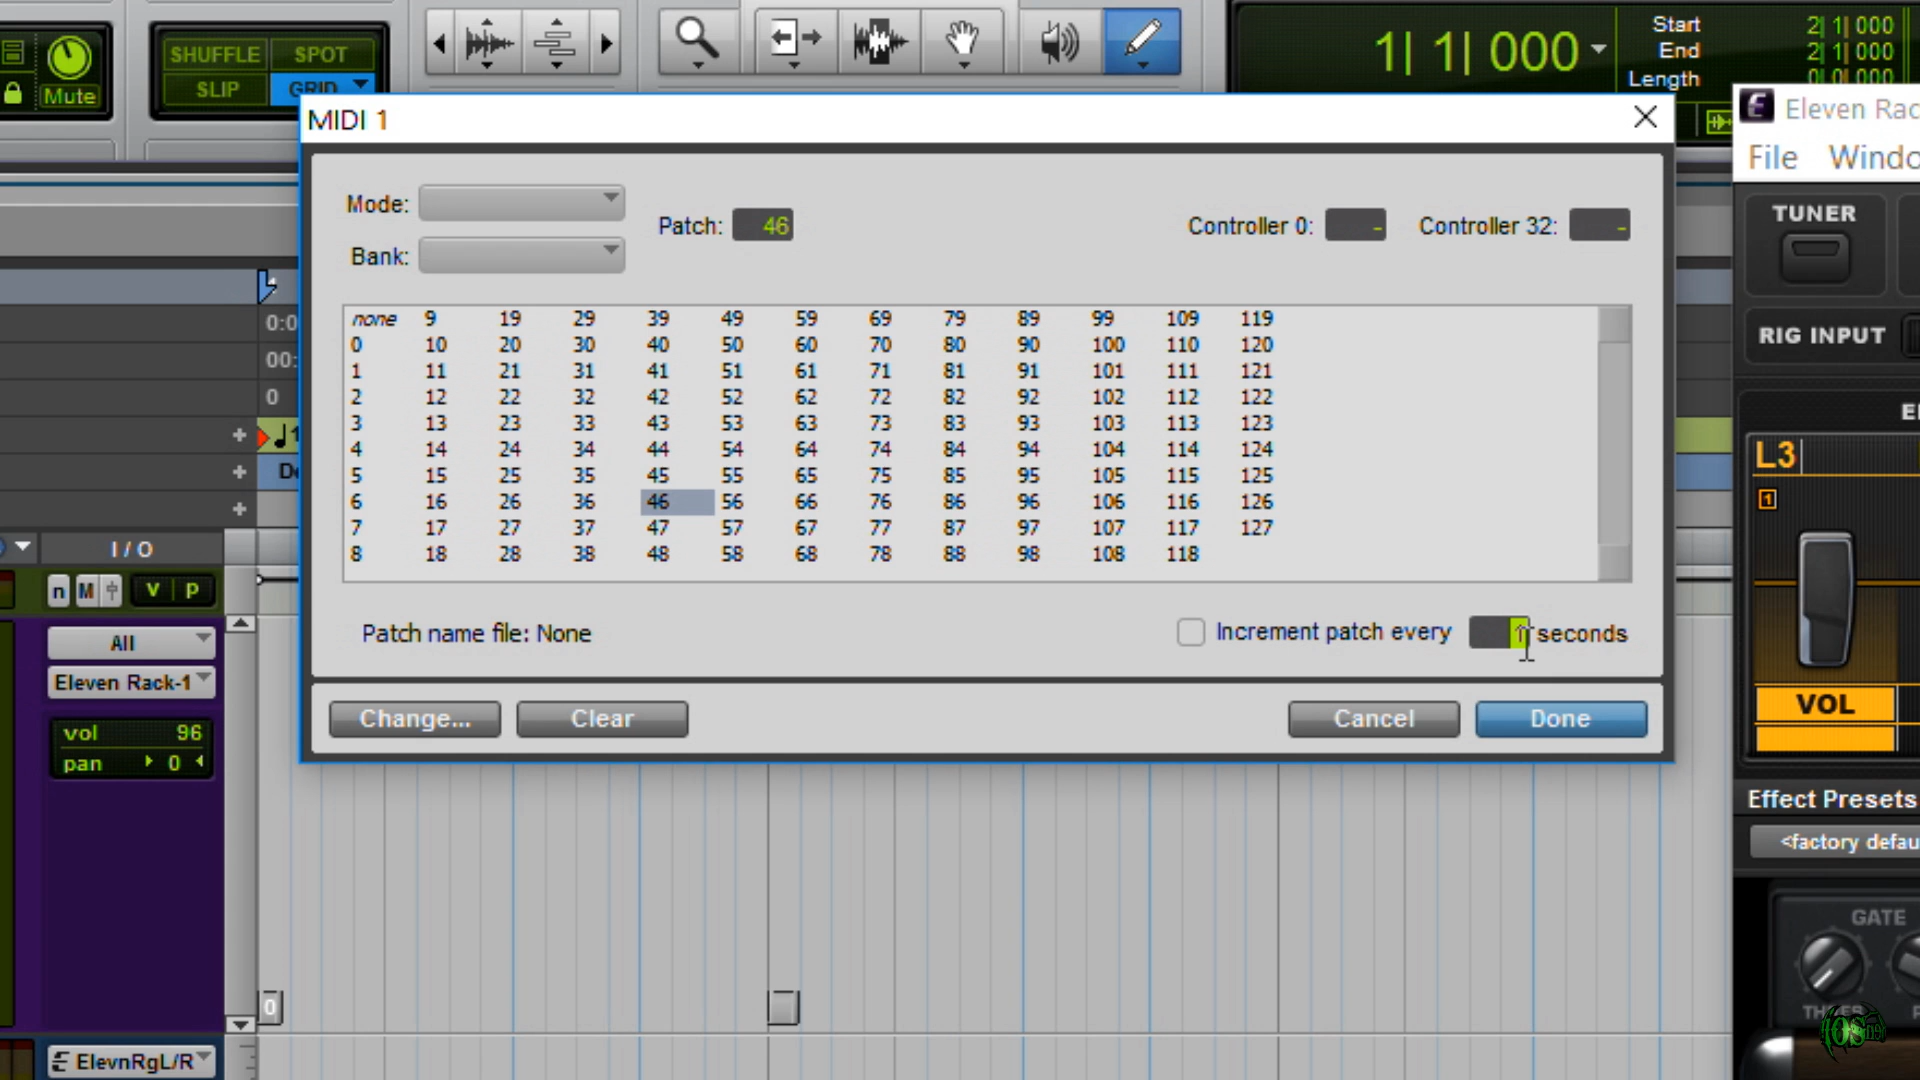 Mute
SHUFFLE SPOT
SLIP GRID
1| 1| 000
Start 2| 1| 000
End 2| 1| 000
Length 0| 0| 000
MIDI 1
Mode:
Bank:
Patch: 46
Controller 0: -
Controller 32: -
none 9 19 29 39 49 59 69 79 89 99 109 119
0 10 20 30 40 50 60 70 80 90 100 110 120
1 11 21 31 41 51 61 71 81 91 101 111 121
2 12 22 32 42 52 62 72 82 92 102 112 122
3 13 23 33 43 53 63 73 83 93 103 113 123
4 14 24 34 44 54 64 74 84 94 104 114 124
5 15 25 35 45 55 65 75 85 95 105 115 125
6 16 26 36 46 56 66 76 86 96 106 116 126
7 17 27 37 47 57 67 77 87 97 107 117 127
8 18 28 38 48 58 68 78 88 98 108 118
Patch name file: None
Increment patch every 1 seconds
Change...
Clear
Cancel
Done
0:0
00:
0
I / O
n M
v p
All
Eleven Rack-1
vol 96
pan 0
0
ElevnRgL/R
Eleven Rac
File Windo
TUNER
RIG INPUT
L3
1
VOL
Effect Presets
<factory defau
GATE